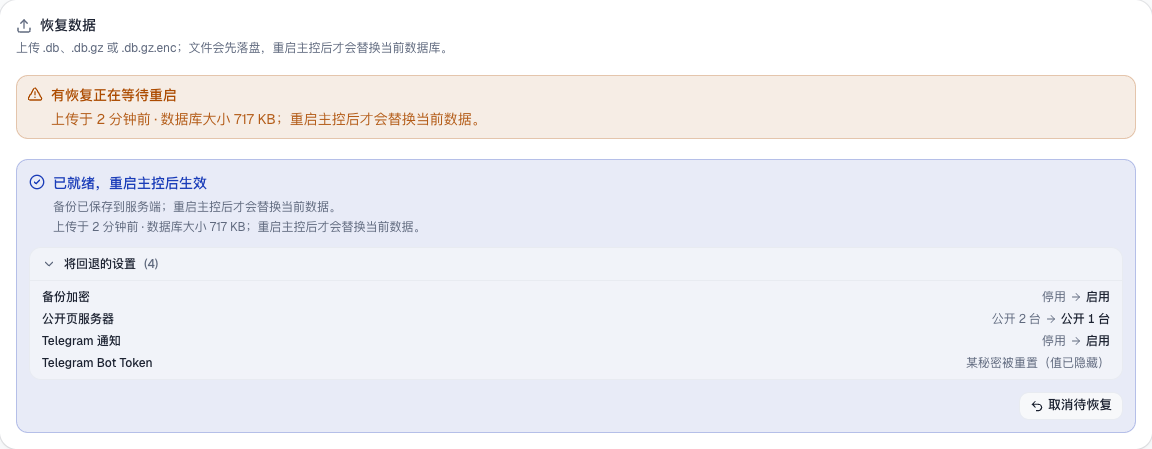 恢复数据
上传 .db、.db.gz 或 .db.gz.enc；文件会先落盘，重启主控后才会替换当前数据库。
有恢复正在等待重启
上传于 2 分钟前 · 数据库大小 717 KB；重启主控后才会替换当前数据。
已就绪，重启主控后生效
备份已保存到服务端；重启主控后才会替换当前数据。
上传于 2 分钟前 · 数据库大小 717 KB；重启主控后才会替换当前数据。
将回退的设置 (4)
备份加密 停用 → 启用
公开页服务器 公开 2 台 → 公开 1 台
Telegram 通知 停用 → 启用
Telegram Bot Token 某秘密被重置（值已隐藏）
取消待恢复